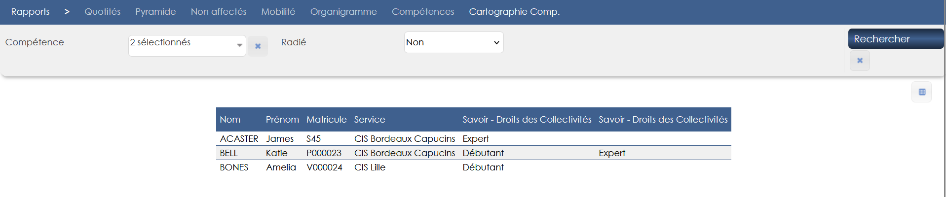 Rapports > Quotités Pyramide Non affectés Mobilité Organigramme Compétences Cartographie Comp.
Compétence 2 sélectionnés Radié Non Rechercher
Nom Prénom Matricule Service Savoir - Droits des Collectivités Savoir - Droits des Collectivités
ACASTER James S45 CIS Bordeaux Capucins Expert
BELL Katie P000023 CIS Bordeaux Capucins Débutant Expert
BONES Amelia V000024 CIS Lille Débutant